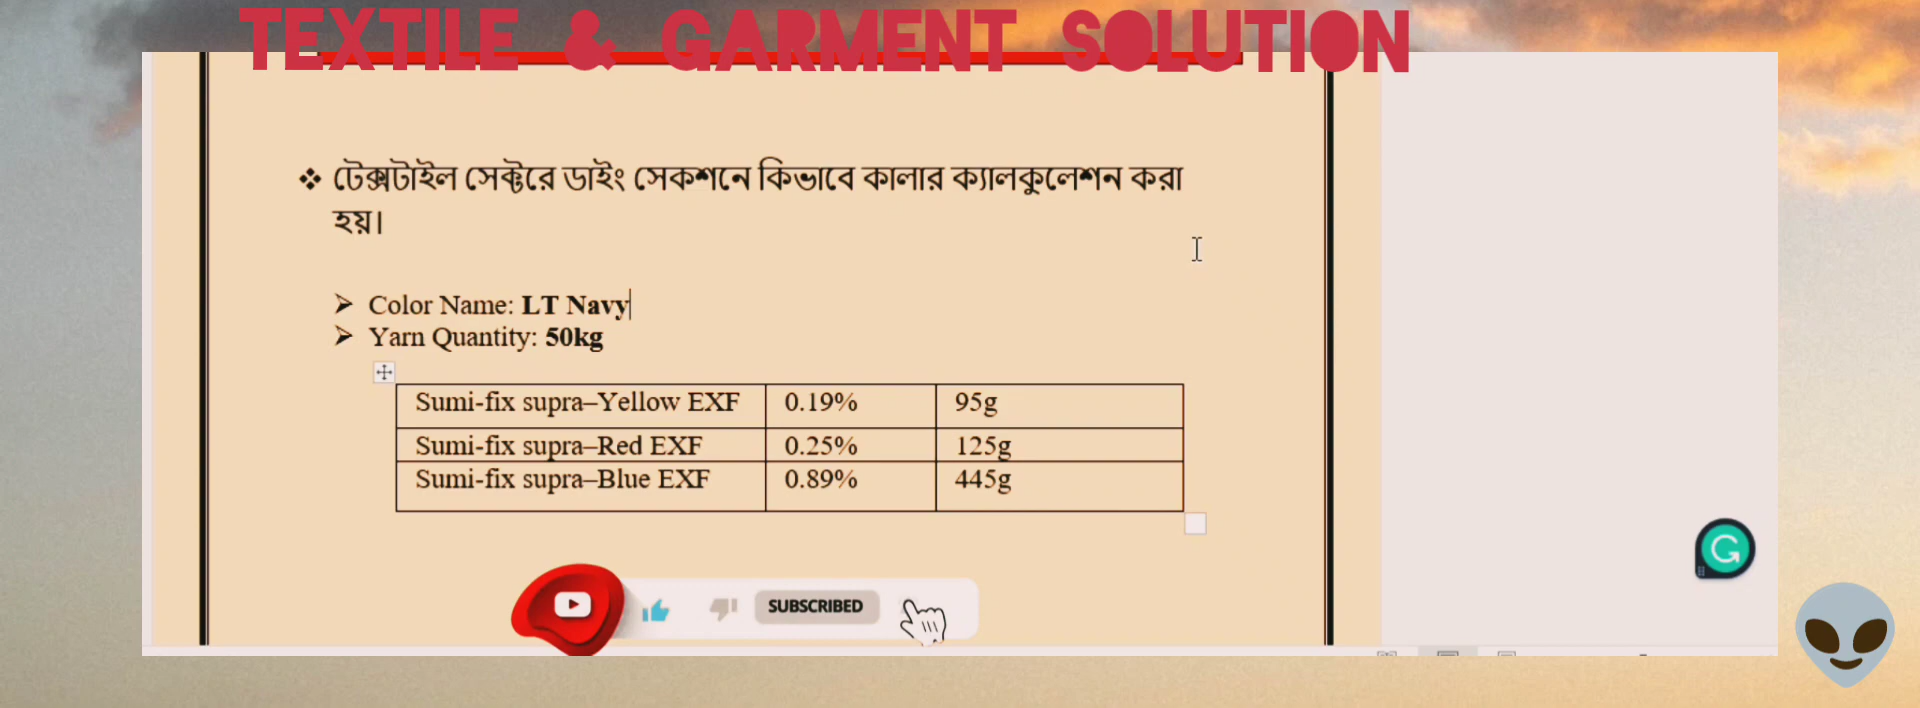 TEXTILE & GARMENT SOLUTION
❖ টেক্সটাইল সেক্টরে ডাইং সেকশনে কিভাবে কালার ক্যালকুলেশন করা
হয়।
➢ Color Name: LT Navy
➢ Yarn Quantity: 50kg
Sumi-fix supra–Yellow EXF 0.19% 95g
Sumi-fix supra–Red EXF 0.25% 125g
Sumi-fix supra–Blue EXF 0.89% 445g
SUBSCRIBED